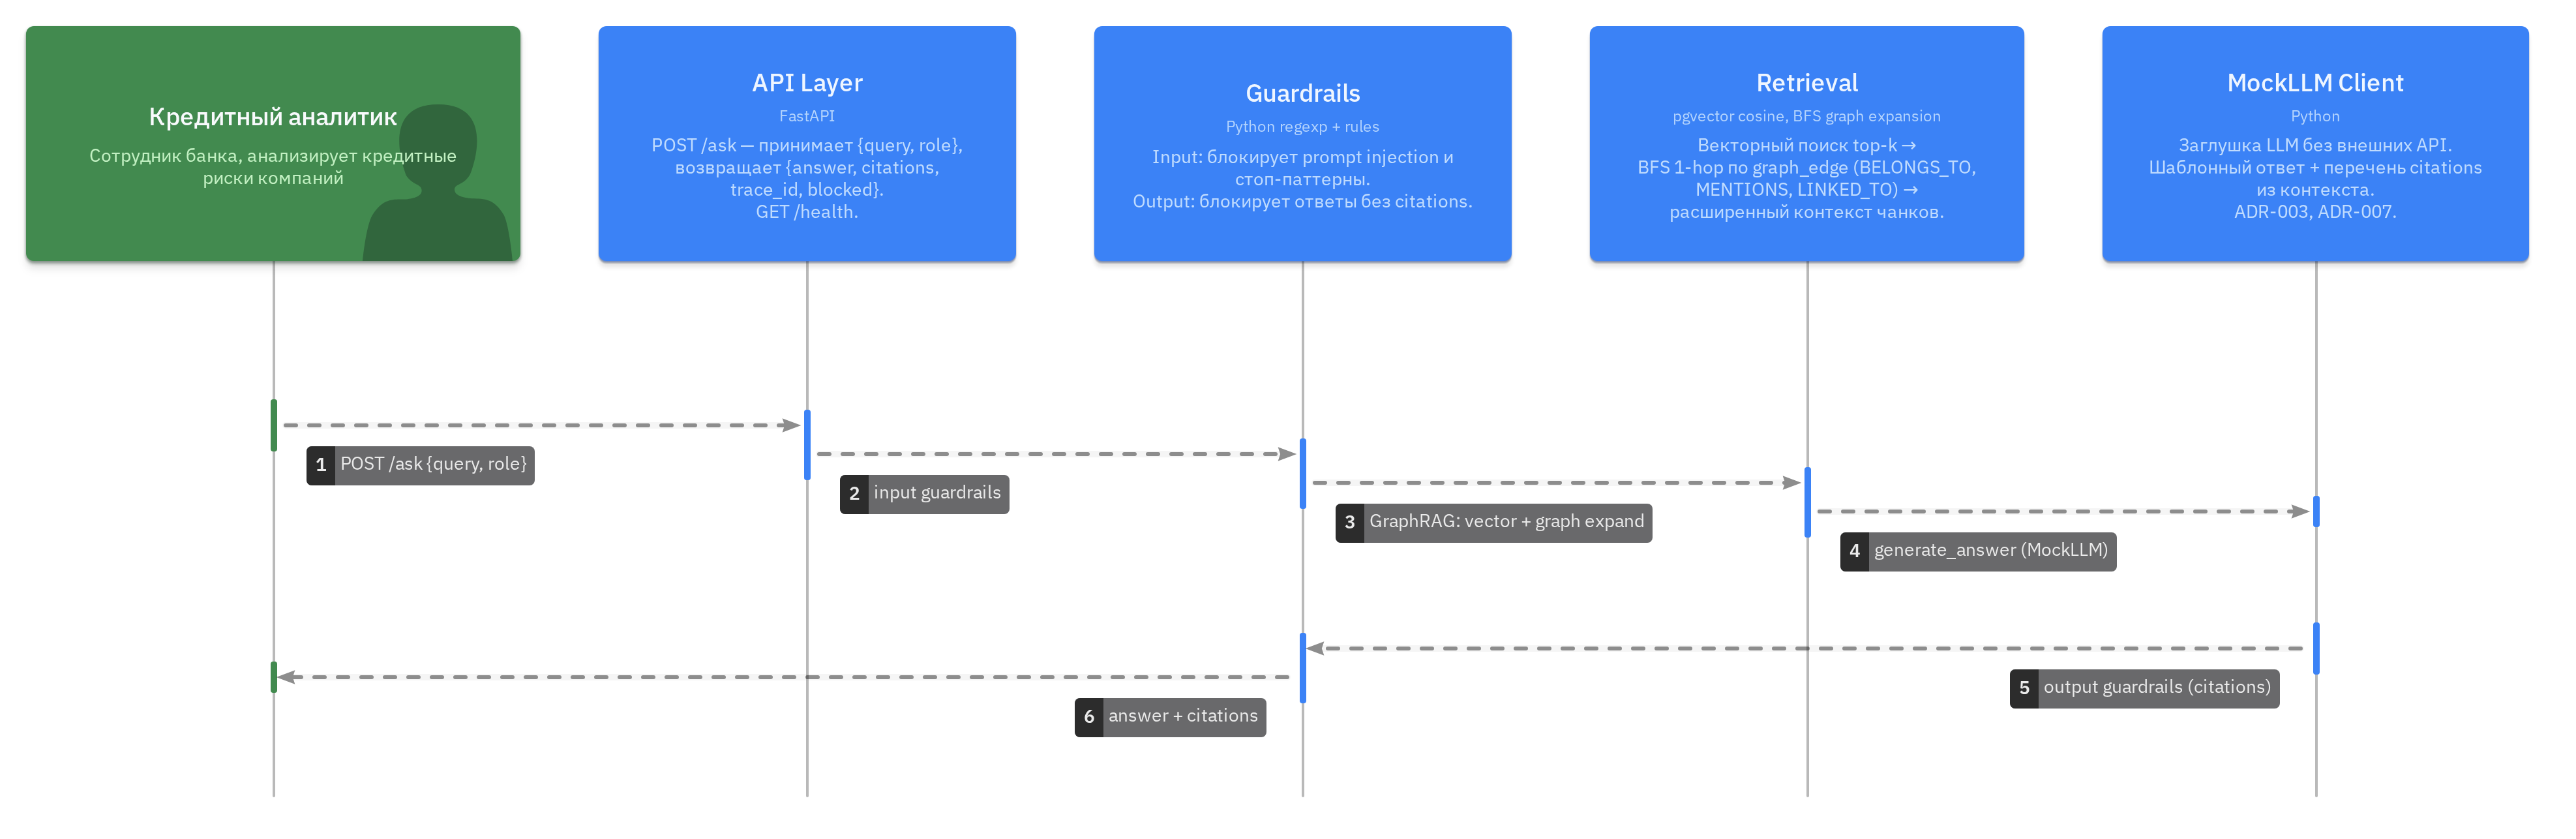 Кредитный аналитик
Сотрудник банка, анализирует кредитные
риски компаний
API Layer
FastAPI
POST /ask — принимает {query, role},
возвращает {answer, citations,
trace_id, blocked}.
GET /health.
Guardrails
Python regexp + rules
Input: блокирует prompt injection и
стоп-паттерны.
Output: блокирует ответы без citations.
Retrieval
pgvector cosine, BFS graph expansion
Векторный поиск top-k →
BFS 1-hop по graph_edge (BELONGS_TO,
MENTIONS, LINKED_TO) →
расширенный контекст чанков.
MockLLM Client
Python
Заглушка LLM без внешних API.
Шаблонный ответ + перечень citations
из контекста.
ADR-003, ADR-007.
1 POST /ask {query, role}
2 input guardrails
3 GraphRAG: vector + graph expand
4 generate_answer (MockLLM)
5 output guardrails (citations)
6 answer + citations